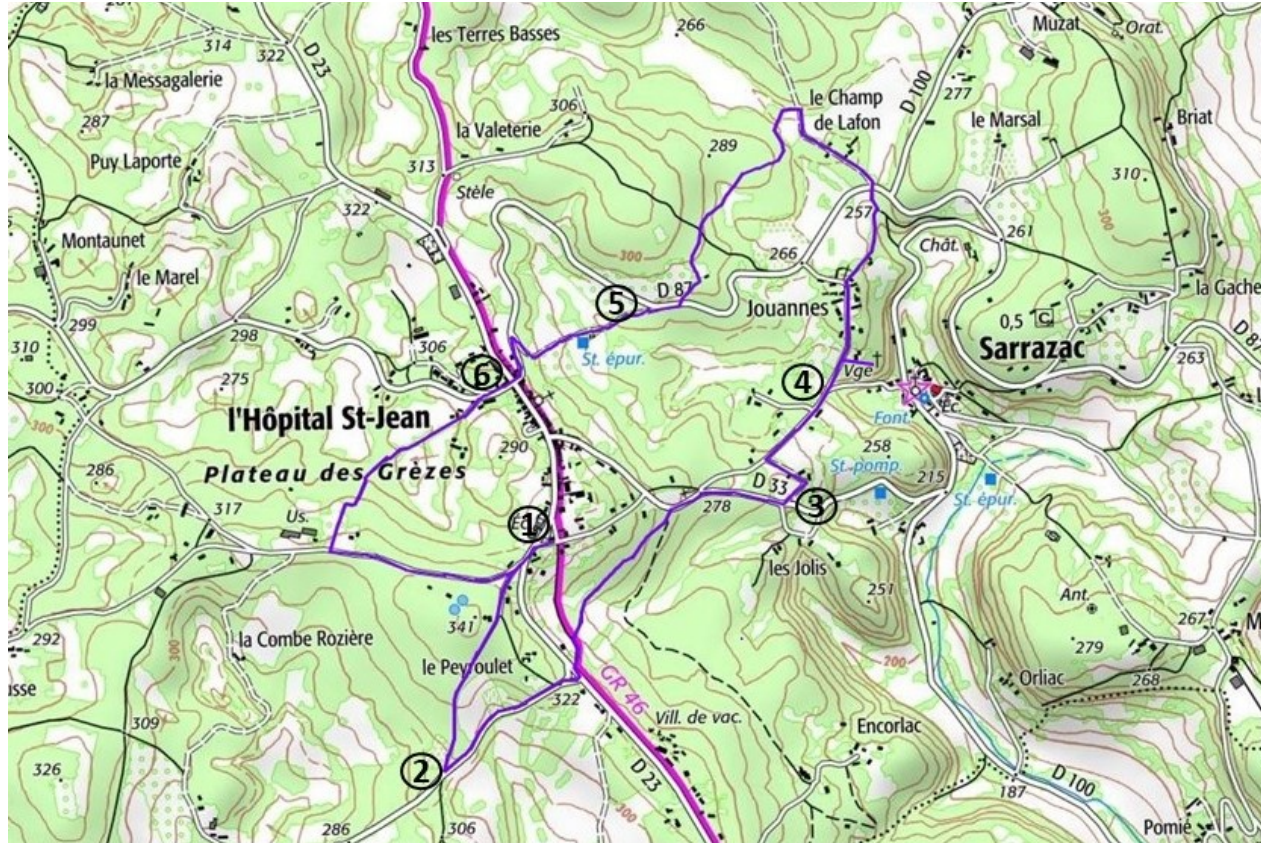 les Terres Basses
266
Muzat
Orat.
314
322
D 23
la Messagalerie
D 100
277
le Champ
de Lafon
306
la Valeterie
le Marsal
Briat
287
Puy Laporte
289
313
Stèle
310
322
257
261
Montaunet
le Marel
300
266
Chât.
D 87
⑤
Jouannes
la Gache
299
298
0,5
C
Sarrazac
D 87
310
306
St. épur.
263
300
275
⑥
④
Vge
l'Hôpital St-Jean
Font.
Éc.
290
258
286
Plateau des Grèzes
St. pomp.
215
D 33
St. épur.
317
Us.
①
278
③
les Jolis
251
Ant.
341
292
la Combe Rozière
300
279
267
le Peyroulet
200
268
322
GR 46
Orliac
309
Vill. de vac.
Encorlac
326
②
D 23
300
187
D 100
286
306
Pomié